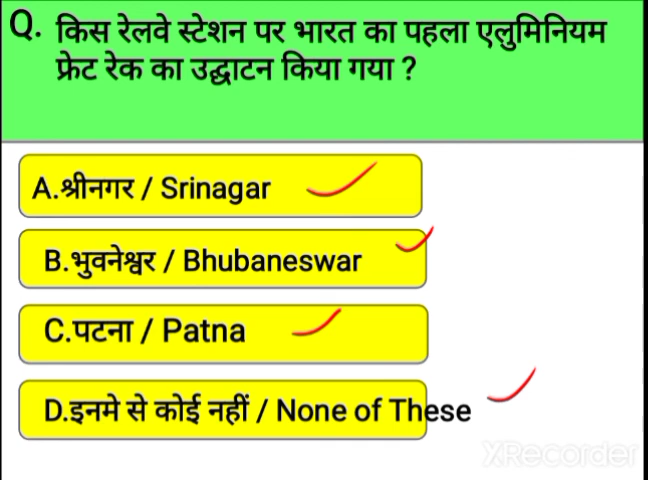 Q. किस रेलवे स्टेशन पर भारत का पहला एलुमिनियम
फ्रेट रेक का उद्घाटन किया गया ?
A.श्रीनगर / Srinagar
B.भुवनेश्वर / Bhubaneswar
C.पटना / Patna
D.इनमे से कोई नहीं / None of These
XRecorder